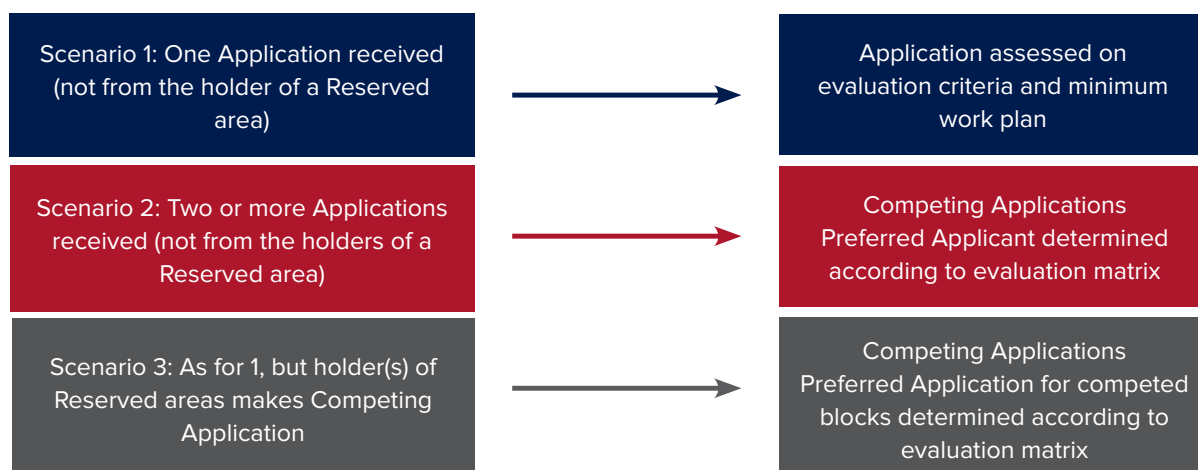 Scenario 1: One Application received
(not from the holder of a Reserved
area)
Application assessed on
evaluation criteria and minimum
work plan
Scenario 2: Two or more Applications
received (not from the holders of a
Reserved area)
Competing Applications
Preferred Applicant determined
according to evaluation matrix
Scenario 3: As for 1, but holder(s) of
Reserved areas makes Competing
Application
Competing Applications
Preferred Application for competed
blocks determined according to
evaluation matrix